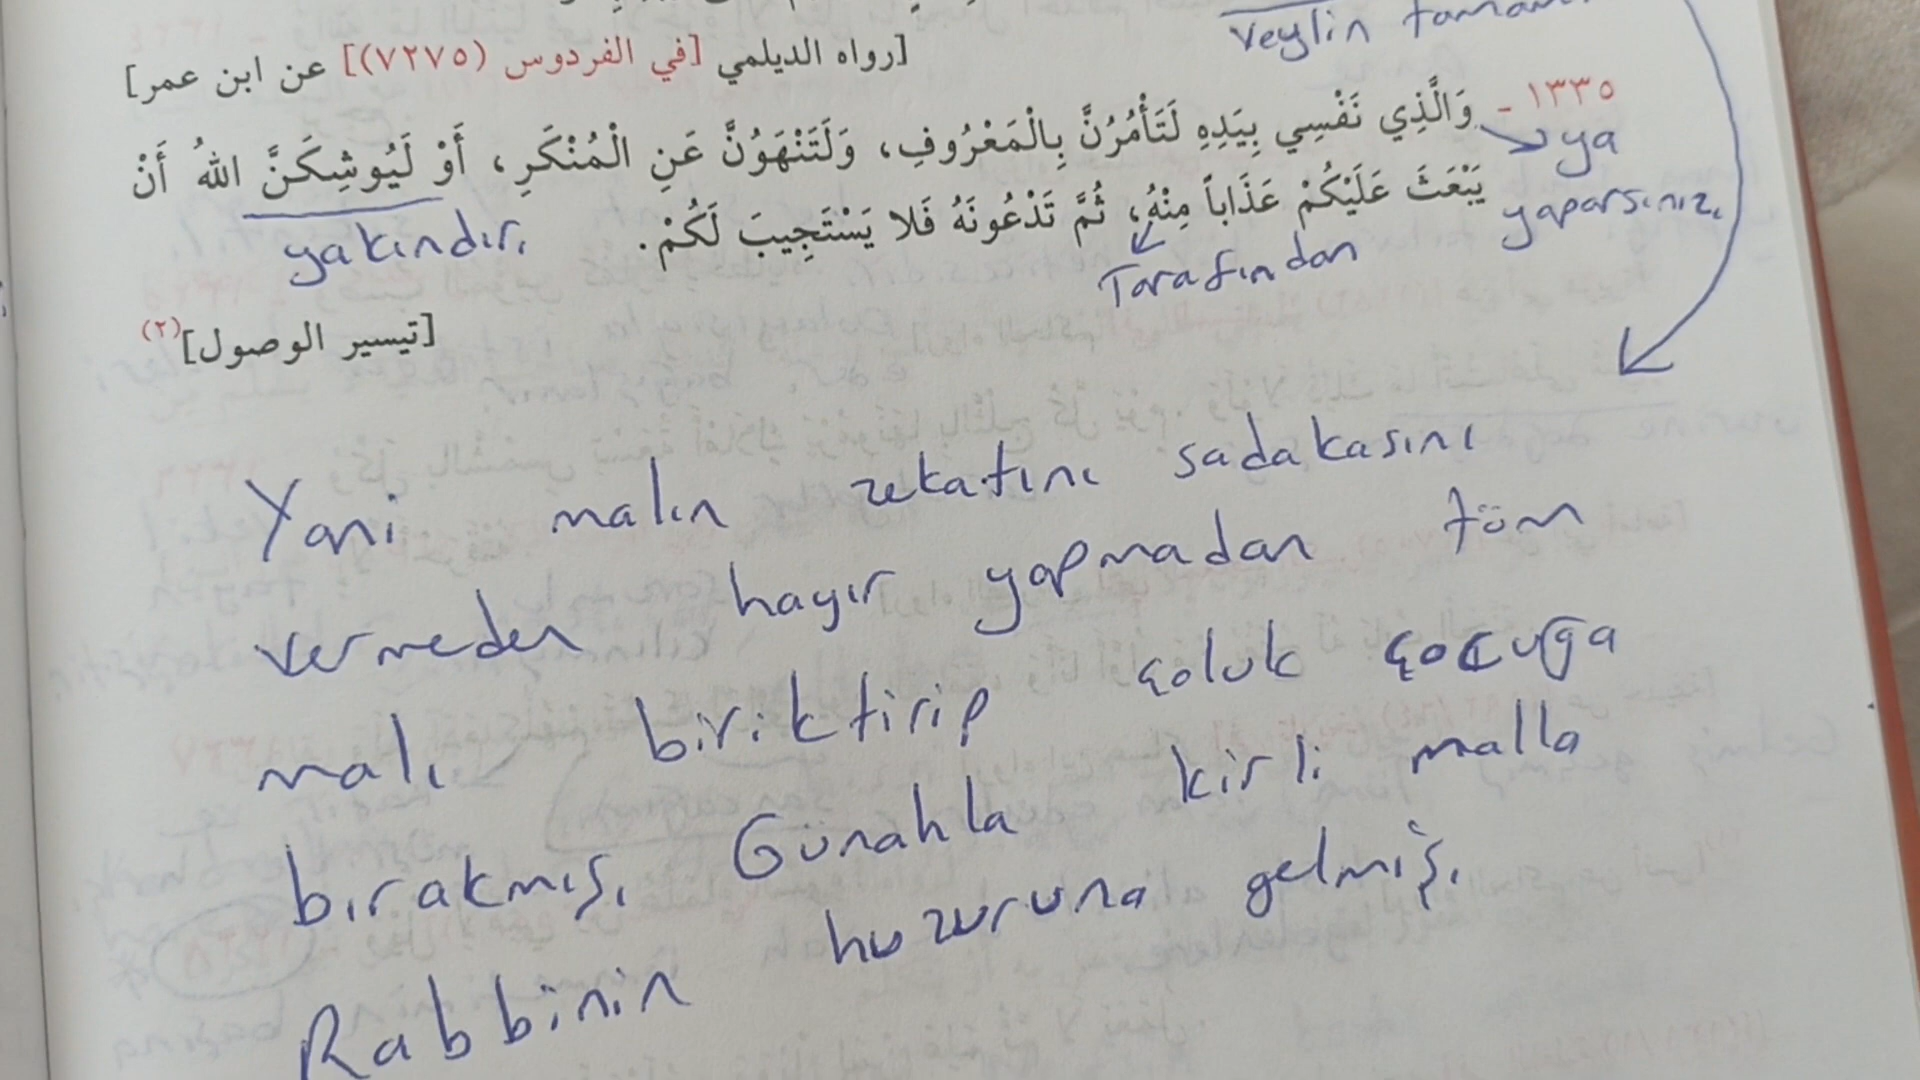 veylin tamamı
[رواه الديلمي [في الفردوس (٧٢٧٥)] عن ابن عمر]
١٣٣٥ - وَالَّذِي نَفْسِي بِيَدِهِ لَتَأْمُرُنَّ بِالْمَعْرُوفِ، وَلَتَنْهَوُنَّ عَنِ الْمُنْكَرِ، أَوْ لَيُوشِكَنَّ اللهُ أَنْ
ya
يَبْعَثَ عَلَيْكُمْ عَذَاباً مِنْهُ، ثُمَّ تَدْعُونَهُ فَلا يَسْتَجِيبَ لَكُمْ.
yaparsınız.
yakındır.
Tarafından
[تيسير الوصول](٢)
Yani malın zekatını sadakasını
vermeden hayır yapmadan tüm
malı biriktirip çoluk çocuğa
bırakmış. Günahla kirli malla
Rabbinin huzuruna gelmiş.